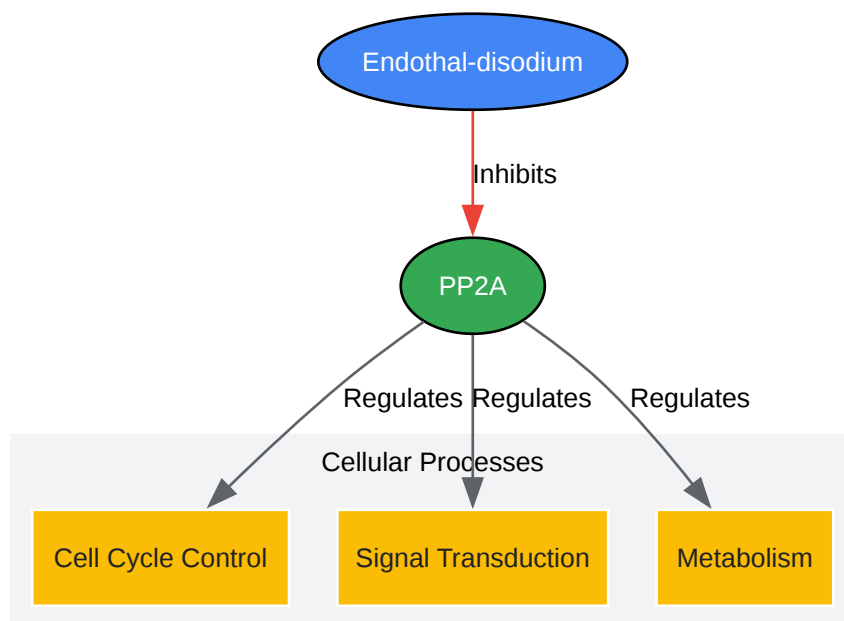 Endothal-disodium
Inhibits
PP2A
Regulates
Regulates
Regulates
Cellular Processes
Cell Cycle Control
Signal Transduction
Metabolism